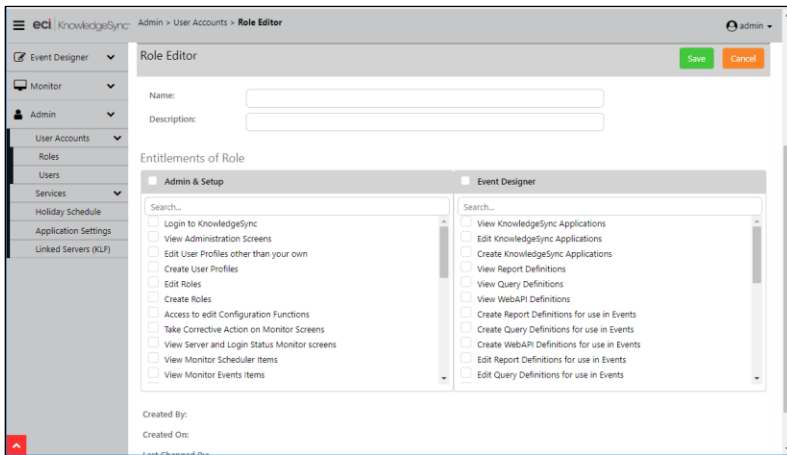 eci KnowledgeSync Admin > User Accounts > Role Editor admin
Event Designer
Monitor
Admin
User Accounts
Roles
Users
Services
Holiday Schedule
Application Settings
Linked Servers (KLF)
Role Editor Save Cancel
Name:
Description:
Entitlements of Role
Admin & Setup
Search...
Login to KnowledgeSync
View Administration Screens
Edit User Profiles other than your own
Create User Profiles
Edit Roles
Create Roles
Access to edit Configuration Functions
Take Corrective Action on Monitor Screens
View Server and Login Status Monitor screens
View Monitor Scheduler Items
View Monitor Events Items
Event Designer
Search...
View KnowledgeSync Applications
Edit KnowledgeSync Applications
Create KnowledgeSync Applications
View Report Definitions
View Query Definitions
View WebAPI Definitions
Create Report Definitions for use in Events
Create Query Definitions for use in Events
Create WebAPI Definitions for use in Events
Edit Report Definitions for use in Events
Edit Query Definitions for use in Events
Created By:
Created On:
Last Changed By: